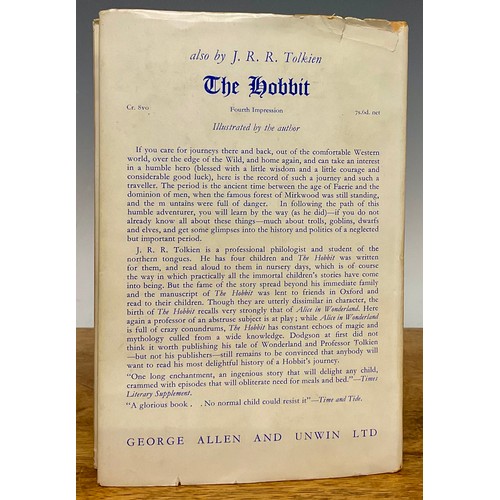 also by J. R. R. Tolkien
The Hobbit
Cr. 8vo Fourth Impression 7s./6d. net
Illustrated by the author
If you care for journeys there and back, out of the comfortable Western
world, over the edge of the Wild, and home again, and can take an interest
in a humble hero (blessed with a little wisdom and a little courage and
considerable good luck), here is the record of such a journey and such a
traveller. The period is the ancient time between the age of Faerie and the
dominion of men, when the famous forest of Mirkwood was still standing,
and the m untains were full of danger. In following the path of this
humble adventurer, you will learn by the way (as he did)—if you do not
already know all about these things—much about trolls, goblins, dwarfs
and elves, and get some glimpses into the history and politics of a neglected
but important period.
J. R. R. Tolkien is a professional philologist and student of the
northern tongues. He has four children and The Hobbit was written
for them, and read aloud to them in nursery days, which is of course
the way in which practically all the immortal children's stories have come
into being. But the fame of the story spread beyond his immediate family
and the manuscript of The Hobbit was lent to friends in Oxford and
read to their children. Though they are utterly dissimilar in character, the
birth of The Hobbit recalls very strongly that of Alice in Wonderland. Here
again a professor of an abstruse subject is at play; while Alice in Wonderland
is full of crazy conundrums, The Hobbit has constant echoes of magic and
mythology culled from a wide knowledge. Dodgson at first did not
think it worth publishing his tale of Wonderland and Professor Tolkien
—but not his publishers—still remains to be convinced that anybody will
want to read his most delightful history of a Hobbit's journey.
"One long enchantment, an ingenious story that will delight any child,
crammed with episodes that will obliterate need for meals and bed."—Times
Literary Supplement.
"A glorious book . . No normal child could resist it"—Time and Tide.
GEORGE ALLEN AND UNWIN LTD